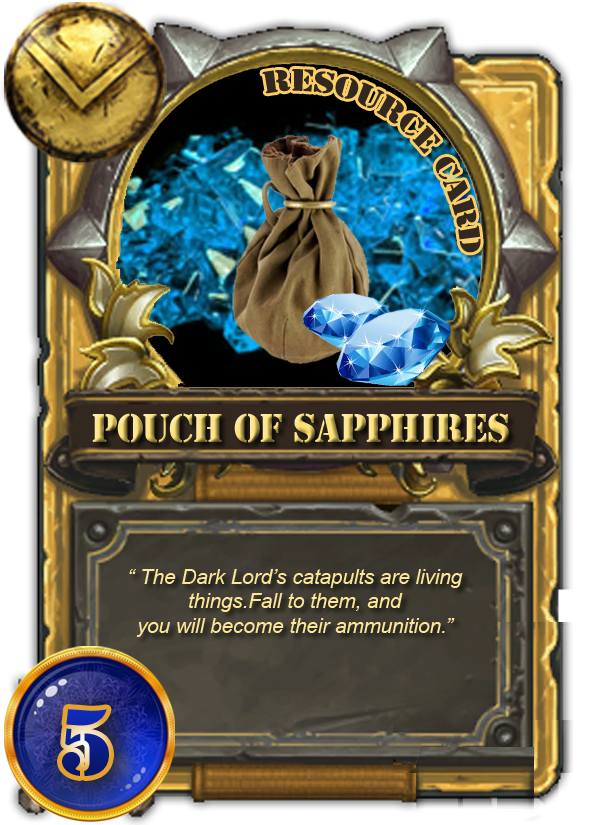 RESOURCE CARD
POUCH OF SAPPHIRES
“ The Dark Lord’s catapults are living
things.Fall to them, and
you will become their ammunition.”
5